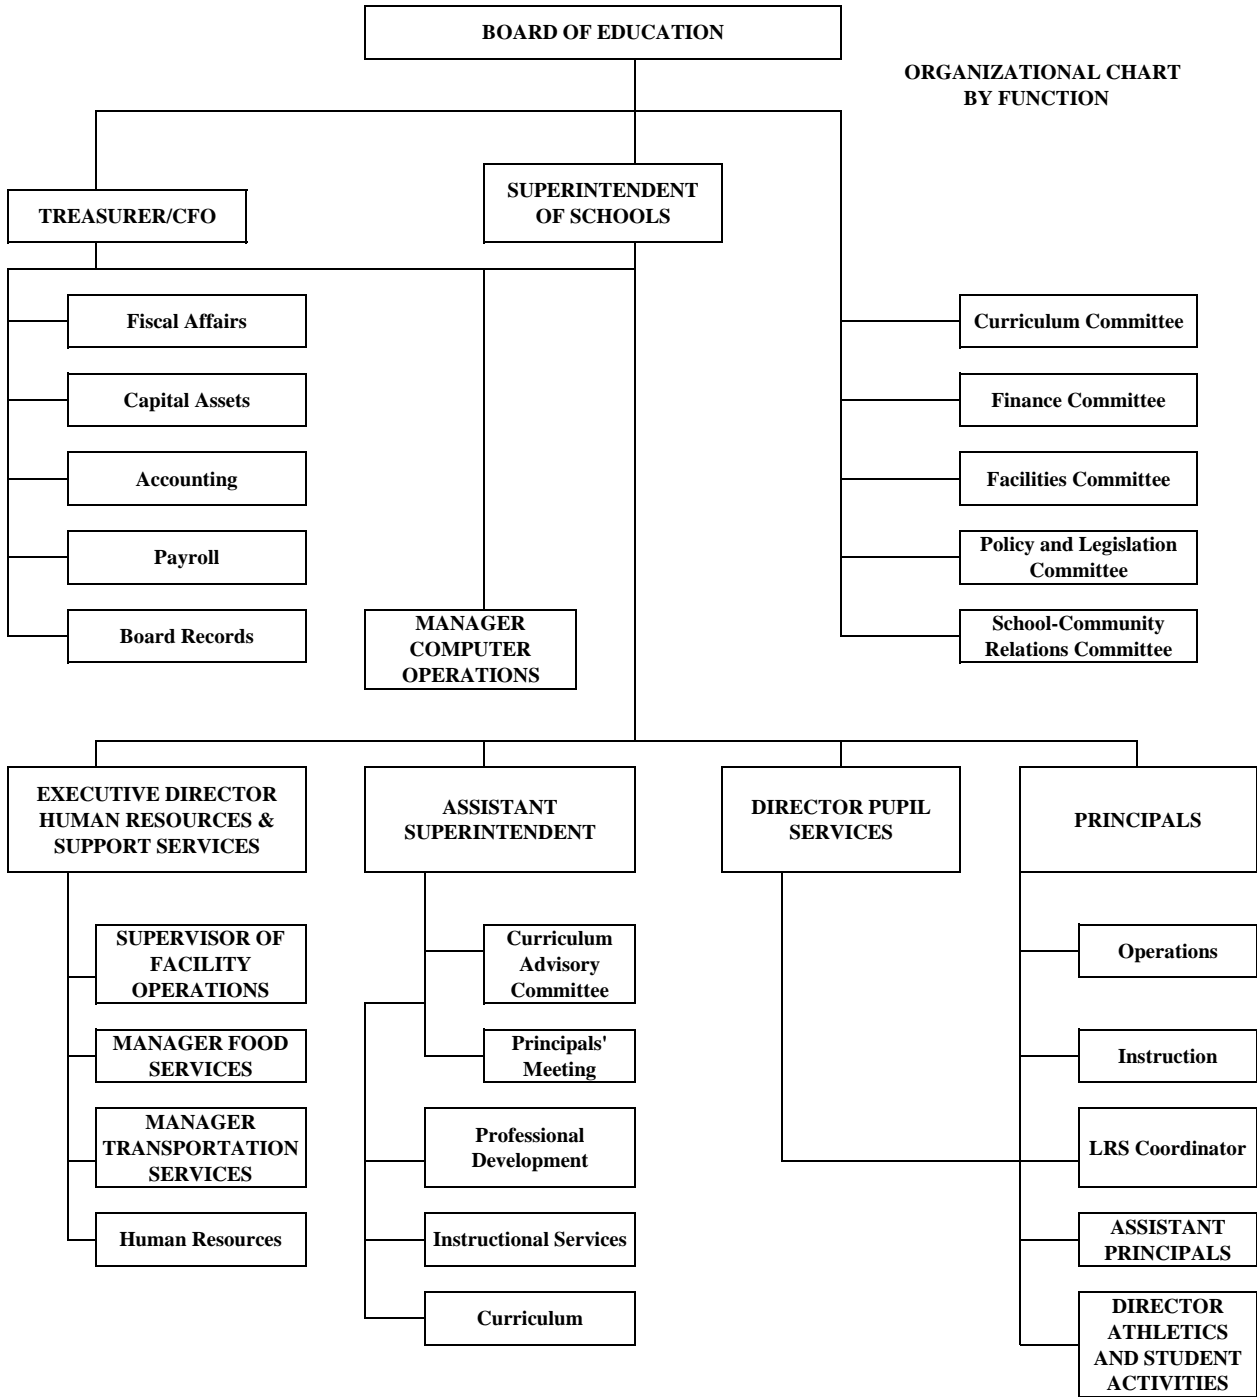 BOARD OF EDUCATION
ORGANIZATIONAL CHART
BY FUNCTION
TREASURER/CFO
SUPERINTENDENT
OF SCHOOLS
Fiscal Affairs
Capital Assets
Accounting
Payroll
Board Records
MANAGER
COMPUTER
OPERATIONS
Curriculum Committee
Finance Committee
Facilities Committee
Policy and Legislation
Committee
School-Community
Relations Committee
EXECUTIVE DIRECTOR
HUMAN RESOURCES &
SUPPORT SERVICES
SUPERVISOR OF
FACILITY
OPERATIONS
MANAGER FOOD
SERVICES
MANAGER
TRANSPORTATION
SERVICES
Human Resources
ASSISTANT
SUPERINTENDENT
Curriculum
Advisory
Committee
Principals'
Meeting
Professional
Development
Instructional Services
Curriculum
DIRECTOR PUPIL
SERVICES
PRINCIPALS
Operations
Instruction
LRS Coordinator
ASSISTANT
PRINCIPALS
DIRECTOR
ATHLETICS
AND STUDENT
ACTIVITIES